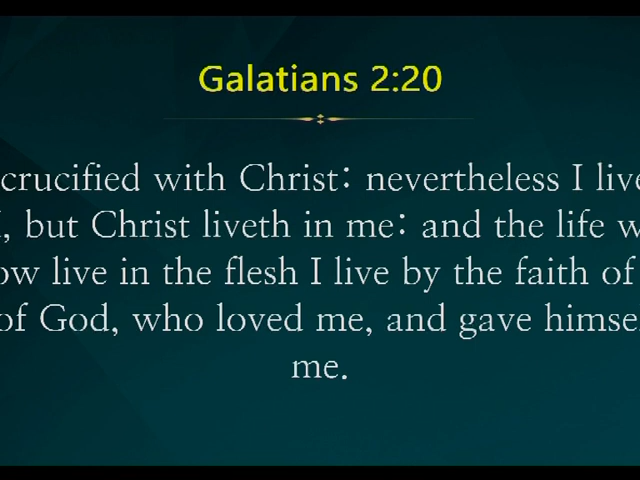 Galatians 2:20
crucified with Christ: nevertheless I live
, but Christ liveth in me: and the life w
ow live in the flesh I live by the faith of
of God, who loved me, and gave himse
me.